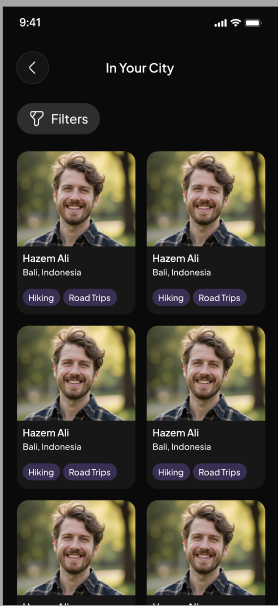 9:41
In Your City
Filters
Hazem Ali
Bali, Indonesia
Hiking
Road Trips
Hazem Ali
Bali, Indonesia
Hiking
Road Trips
Hazem Ali
Bali, Indonesia
Hiking
Road Trips
Hazem Ali
Bali, Indonesia
Hiking
Road Trips